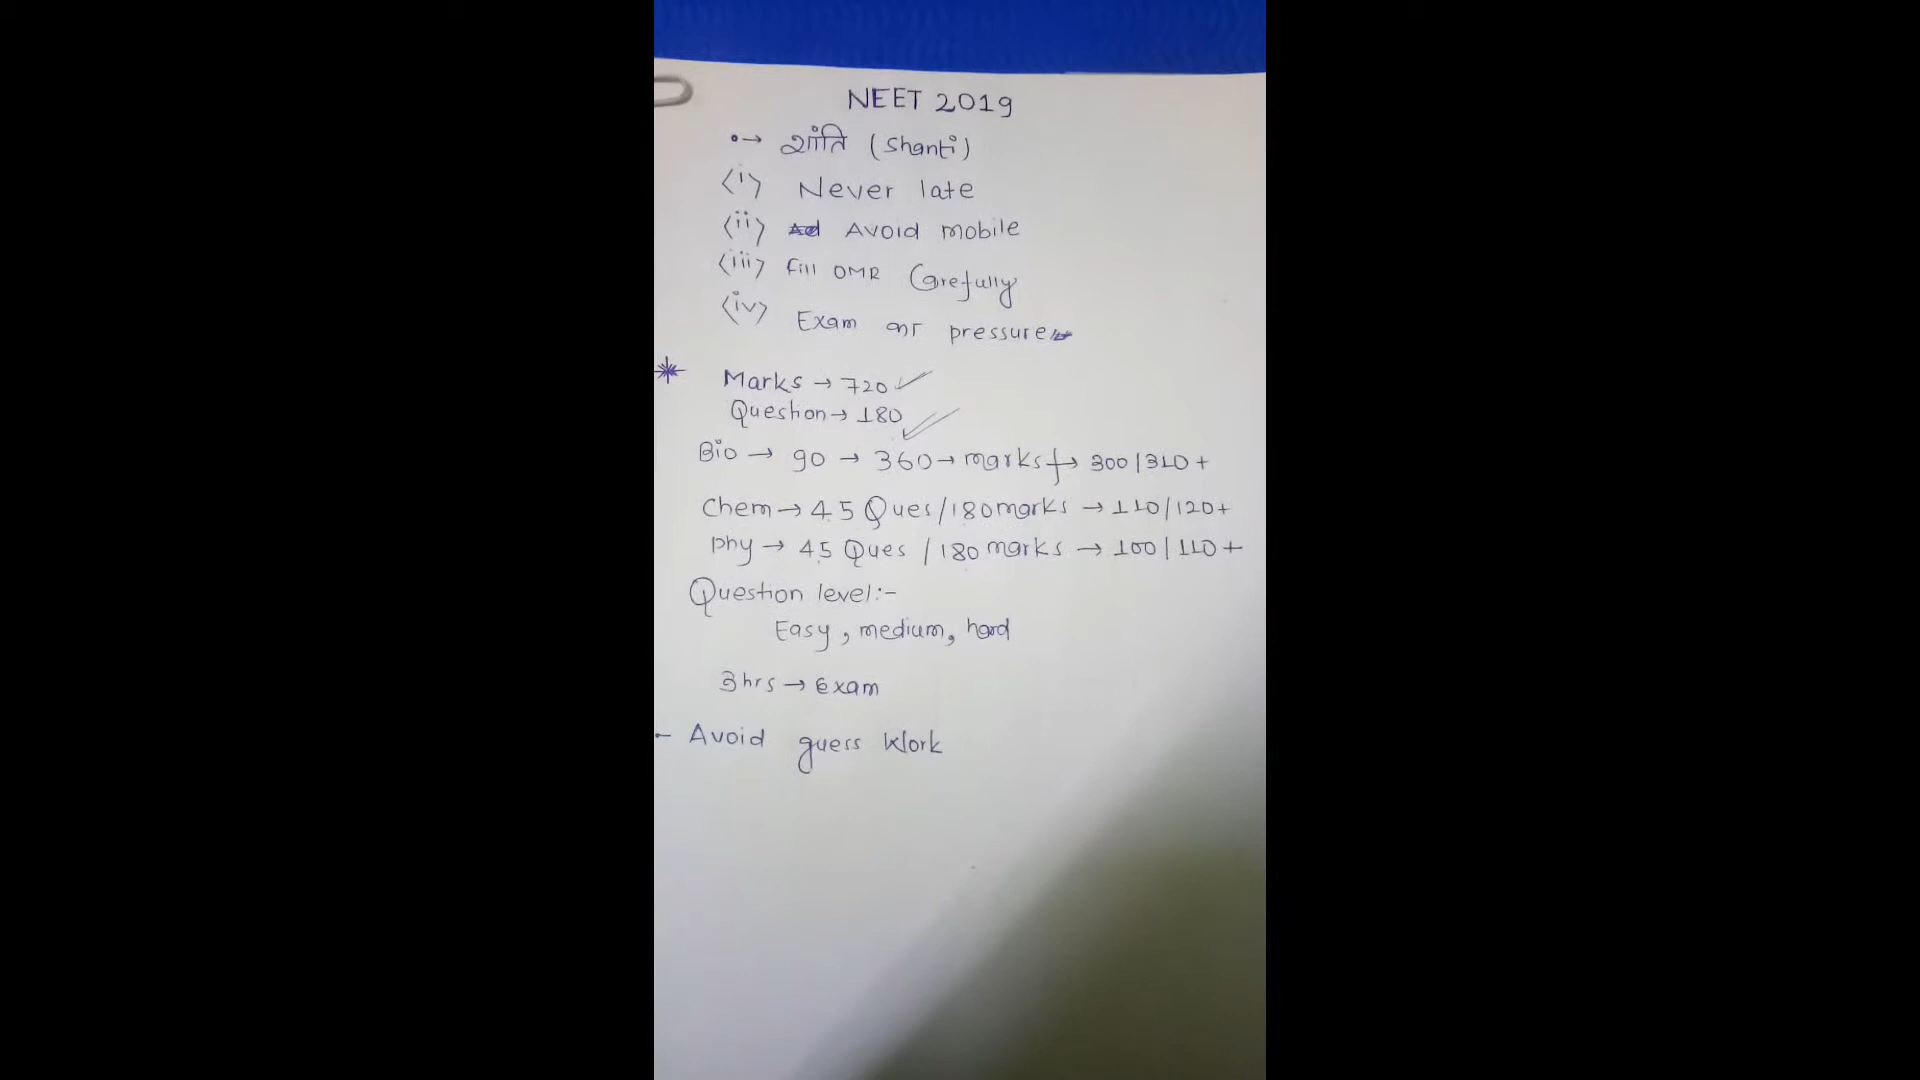 NEET 2019
•→ शांति (Shanti)
(i) Never late
(ii) Avoid mobile
(iii) Fill OMR Carefully
(iv) Exam का pressure
* Marks → 720 ✓
Question → 180
Bio → 90 → 360 → marks → 300/310+
Chem → 45 Ques/180 marks → 110/120+
Phy → 45 Ques/180 marks → 100/110+
Question level:-
Easy, medium, hard
3hrs → Exam
- Avoid guess Work